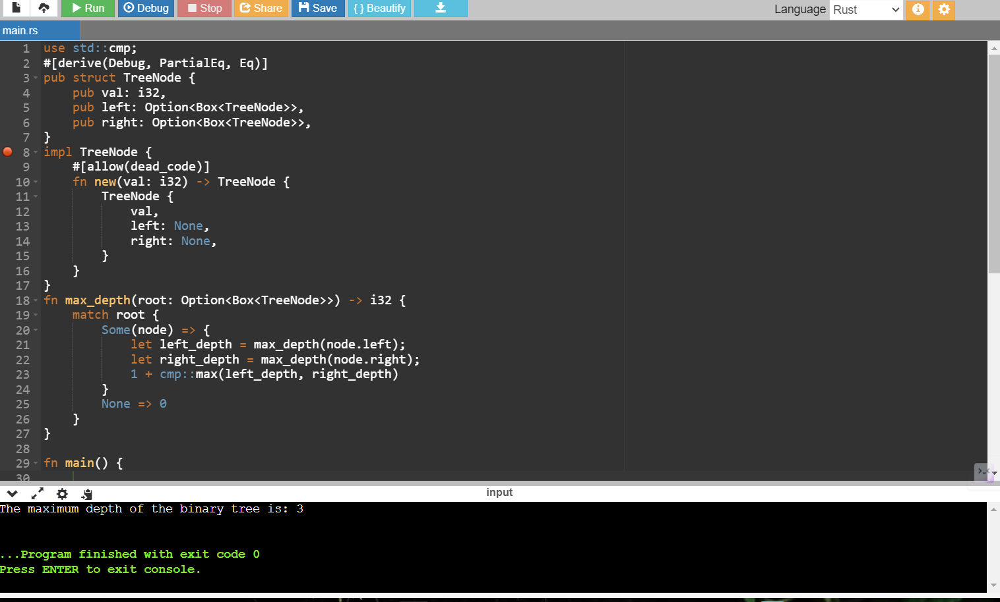 Run Debug Stop Share Save { } Beautify Language Rust
main.rs
1 use std::cmp;
2 #[derive(Debug, PartialEq, Eq)]
3 pub struct TreeNode {
4     pub val: i32,
5     pub left: Option<Box<TreeNode>>,
6     pub right: Option<Box<TreeNode>>,
7 }
8 impl TreeNode {
9     #[allow(dead_code)]
10     fn new(val: i32) -> TreeNode {
11         TreeNode {
12             val,
13             left: None,
14             right: None,
15         }
16     }
17 }
18 fn max_depth(root: Option<Box<TreeNode>>) -> i32 {
19     match root {
20         Some(node) => {
21             let left_depth = max_depth(node.left);
22             let right_depth = max_depth(node.right);
23             1 + cmp::max(left_depth, right_depth)
24         }
25         None => 0
26     }
27 }
28
29 fn main() {
30
input
The maximum depth of the binary tree is: 3
...Program finished with exit code 0
Press ENTER to exit console.